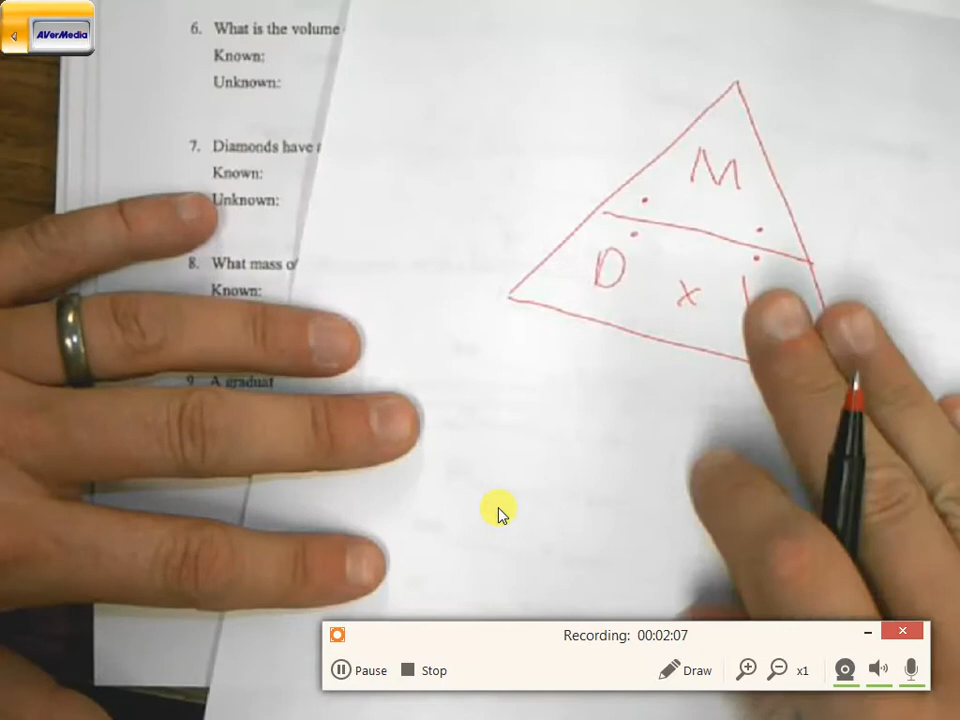 AVerMedia
6. What is the volume
Known:
Unknown:
7. Diamonds have
Known:
Unknown:
8. What mass
Known:
9. A graduat
M
D x
Recording: 00:02:07
Pause
Stop
Draw
x1